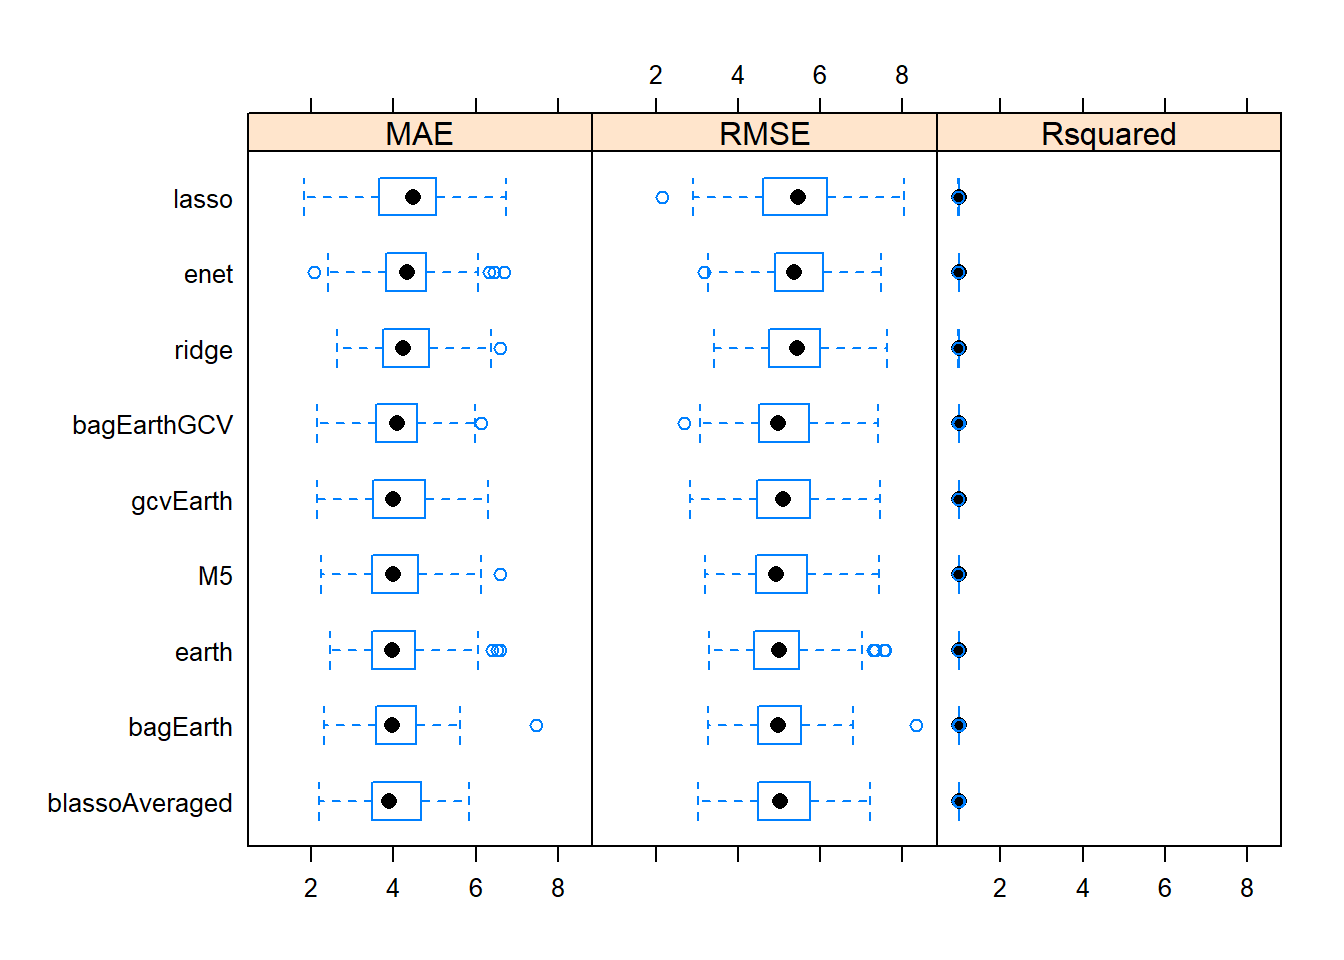 2 4 6 8
MAE RMSE Rsquared
lasso
enet
ridge
bagEarthGCV
gcvEarth
M5
earth
bagEarth
blassoAveraged
2 4 6 8 2 4 6 8